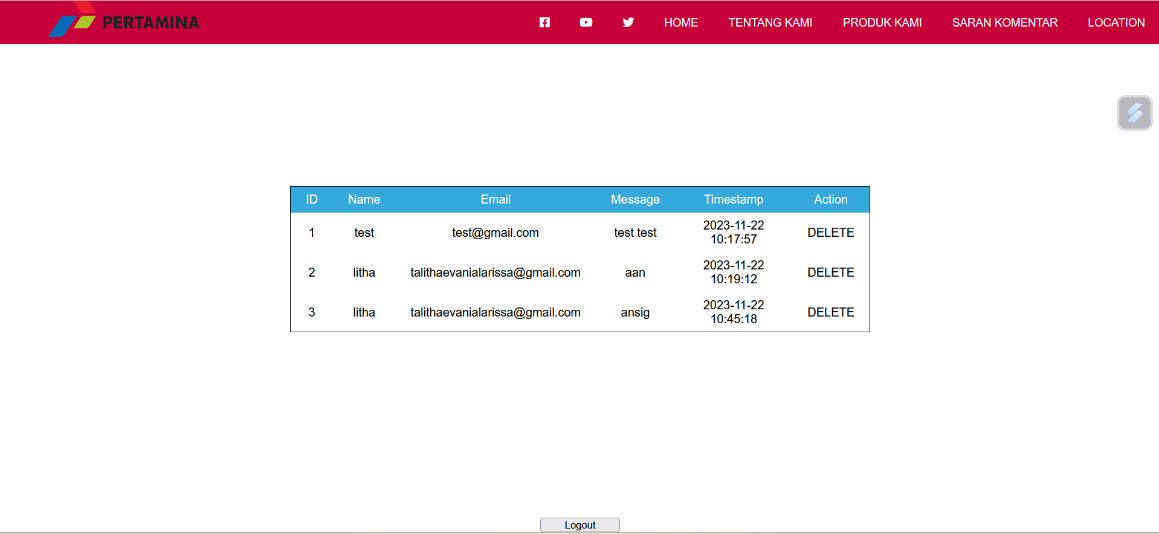 PERTAMINA HOME TENTANG KAMI PRODUK KAMI SARAN KOMENTAR LOCATION
ID Name Email Message Timestamp Action
1 test test@gmail.com test test 2023-11-22 10:17:57 DELETE
2 litha talithaevanialarissa@gmail.com aan 2023-11-22 10:19:12 DELETE
3 litha talithaevanialarissa@gmail.com ansig 2023-11-22 10:45:18 DELETE
Logout